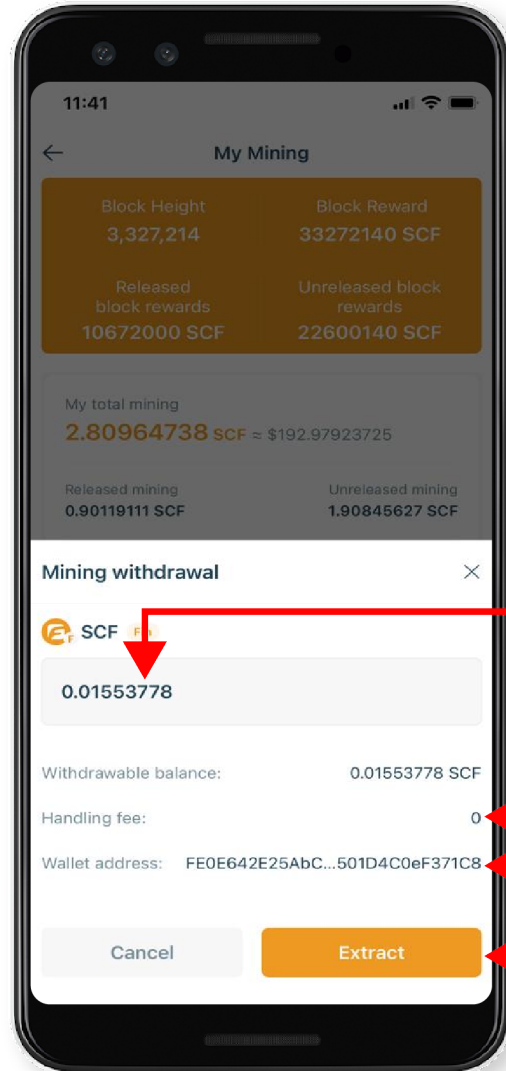 11:41
My Mining
Block Height
Block Reward
3,327,214
33272140 SCF
Released
block rewards
Unreleased block
rewards
10672000 SCF
22600140 SCF
My total mining
2.80964738 SCF ≈ $192.97923725
Released mining
Unreleased mining
0.90119111 SCF
1.90845627 SCF
Mining withdrawal
SCF
0.01553778
Withdrawable balance: 0.01553778 SCF
Handling fee: 0
Wallet address: FE0E642E25AbC...501D4C0eF371C8
Cancel
Extract